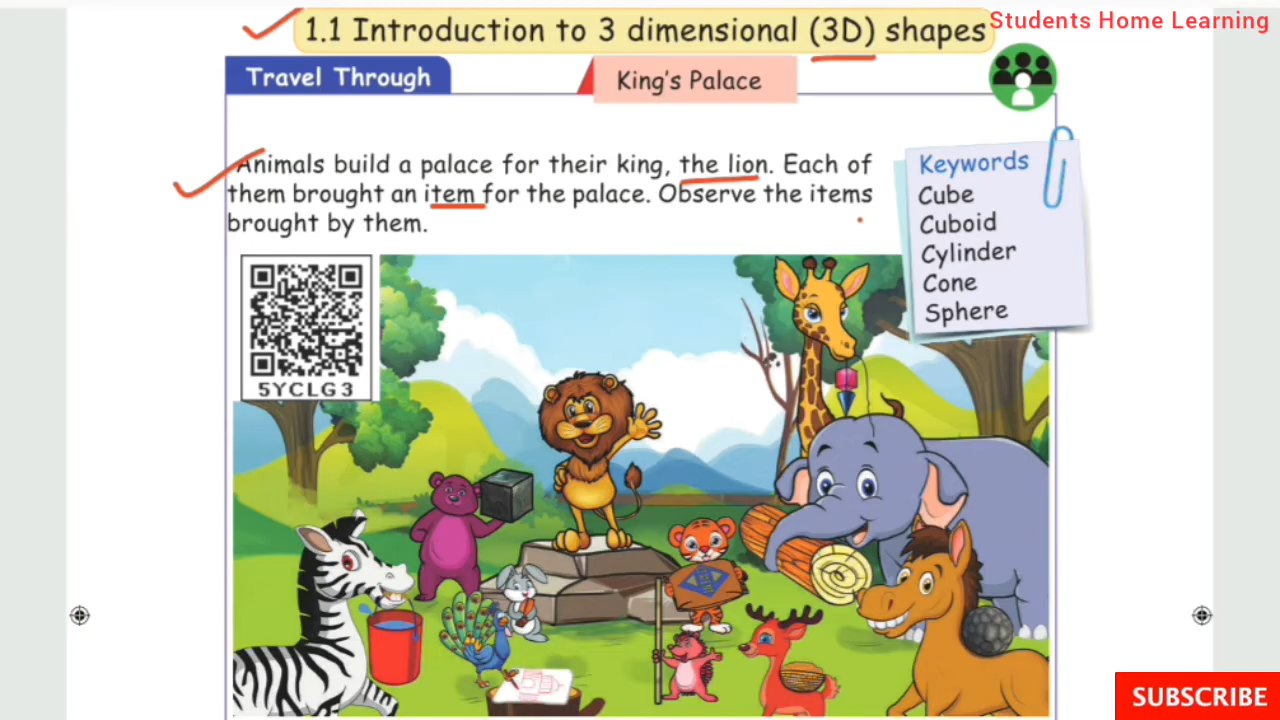 1.1 Introduction to 3 dimensional (3D) shapes
Students Home Learning
Travel Through
King's Palace
Animals build a palace for their king, the lion. Each of
them brought an item for the palace. Observe the items
brought by them.
Keywords
Cube
Cuboid
Cylinder
Cone
Sphere
5YCLG3
SUBSCRIBE